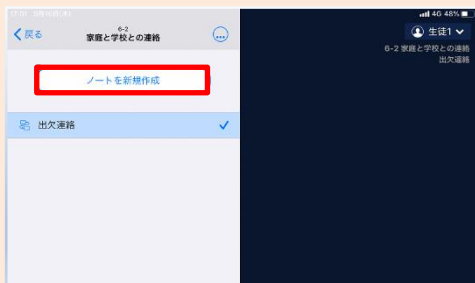 4G 48%
戻る
6-2
家庭と学校との連絡
生徒1
6-2 家庭と学校との連絡
出欠連絡
ノートを新規作成
出欠連絡